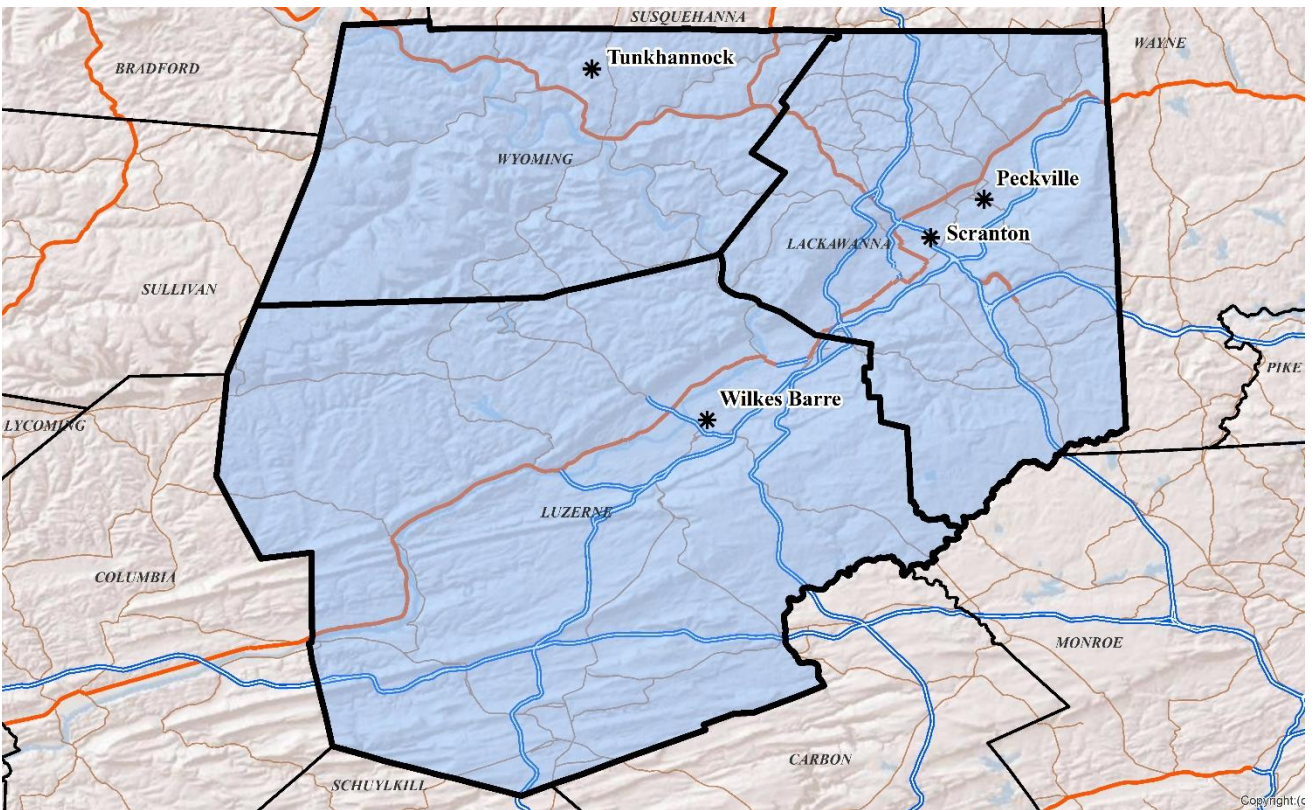 SUSQUEHANNA
WAYNE
BRADFORD
Tunkhannock
WYOMING
Peckville
Scranton
LACKAWANNA
SULLIVAN
PIKE
Wilkes Barre
LYCOMING
LUZERNE
COLUMBIA
MONROE
CARBON
SCHUYLKILL
Copyright:(c